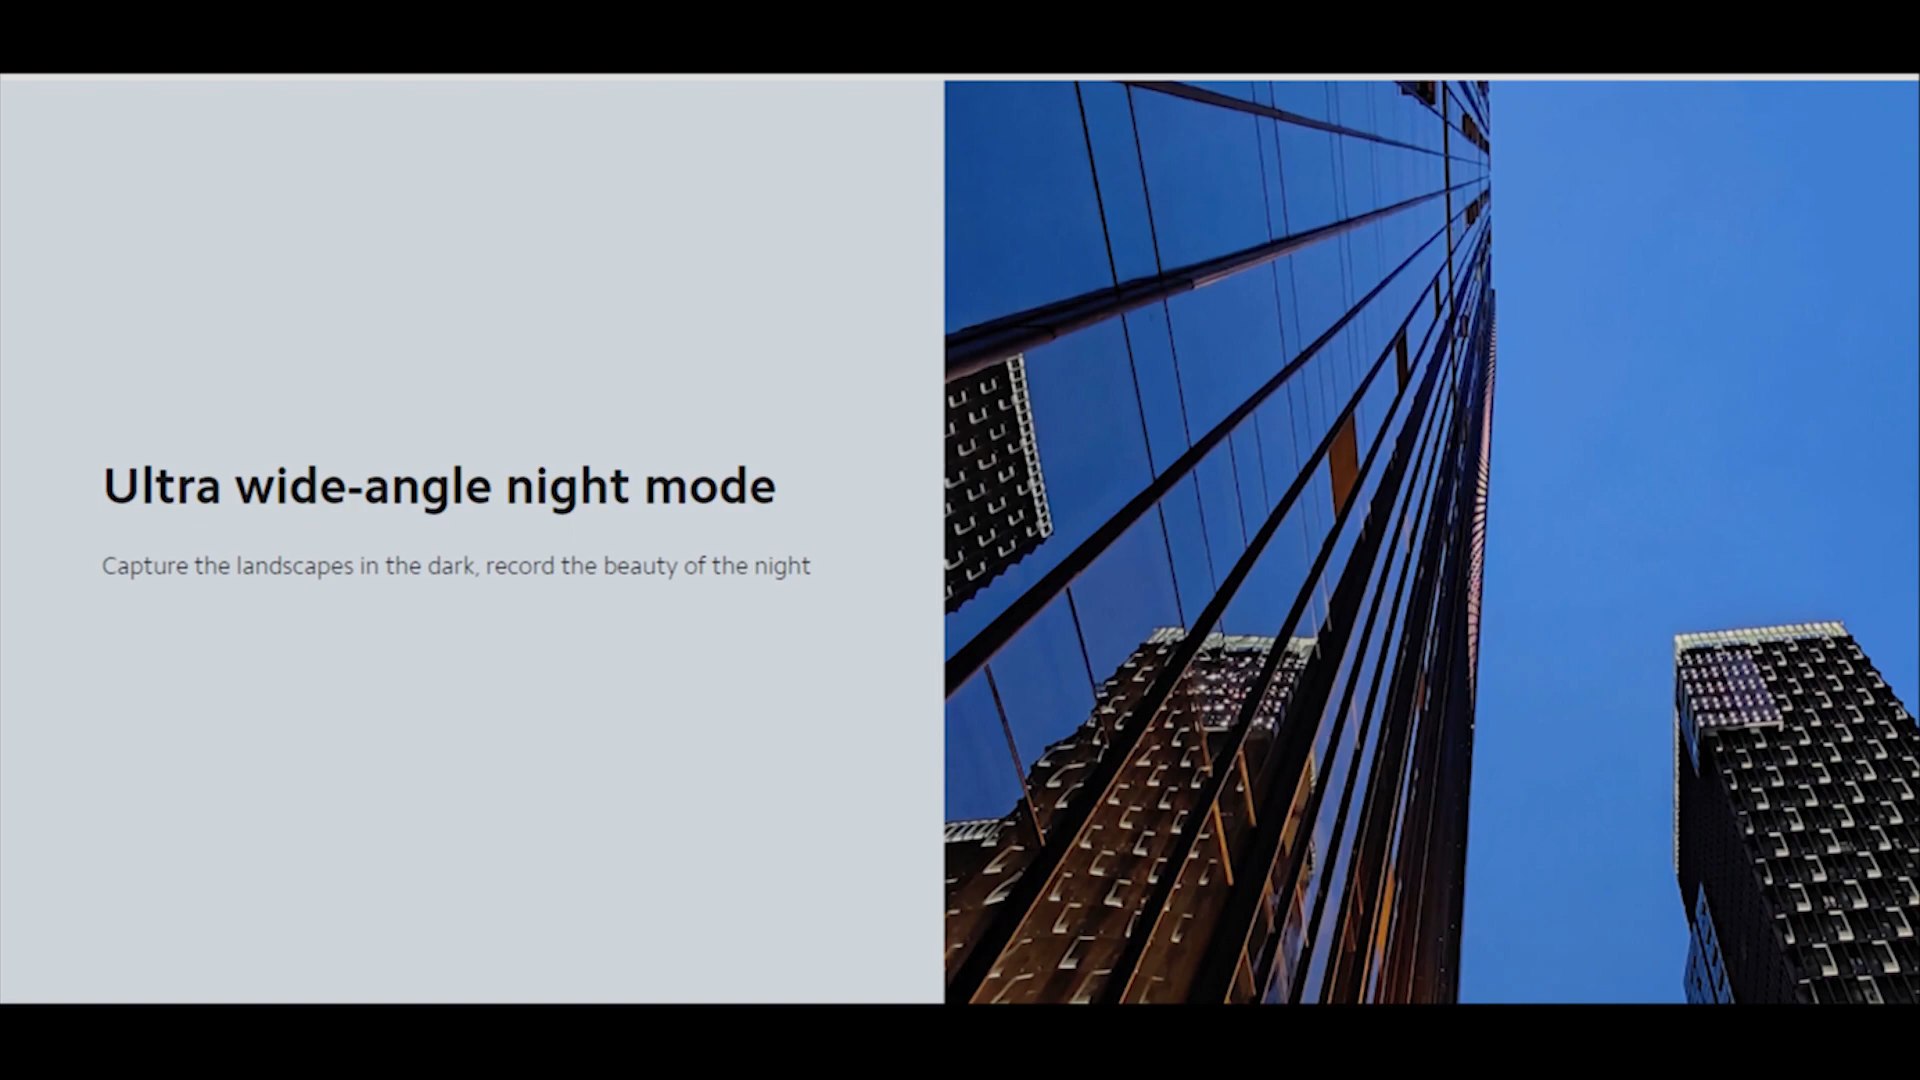 Ultra wide-angle night mode
Capture the landscapes in the dark, record the beauty of the night